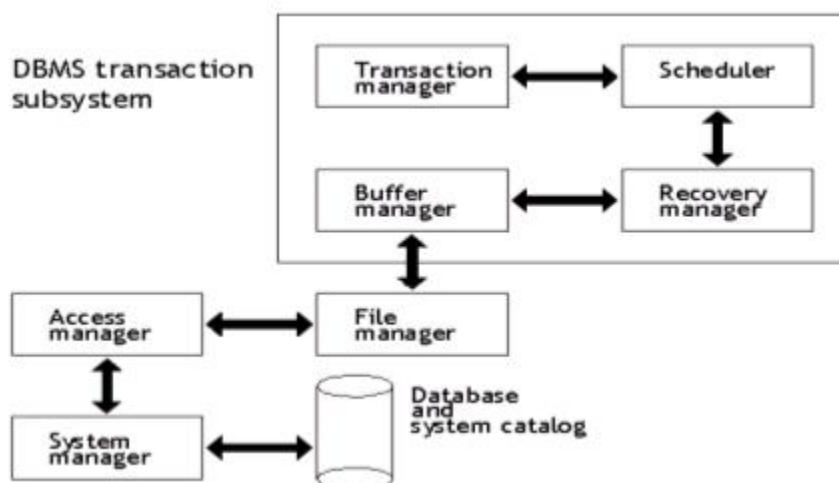 DBMS transaction
subsystem
Transaction
manager
Scheduler
Buffer
manager
Recovery
manager
Access
manager
File
manager
Database
and
system catalog
System
manager